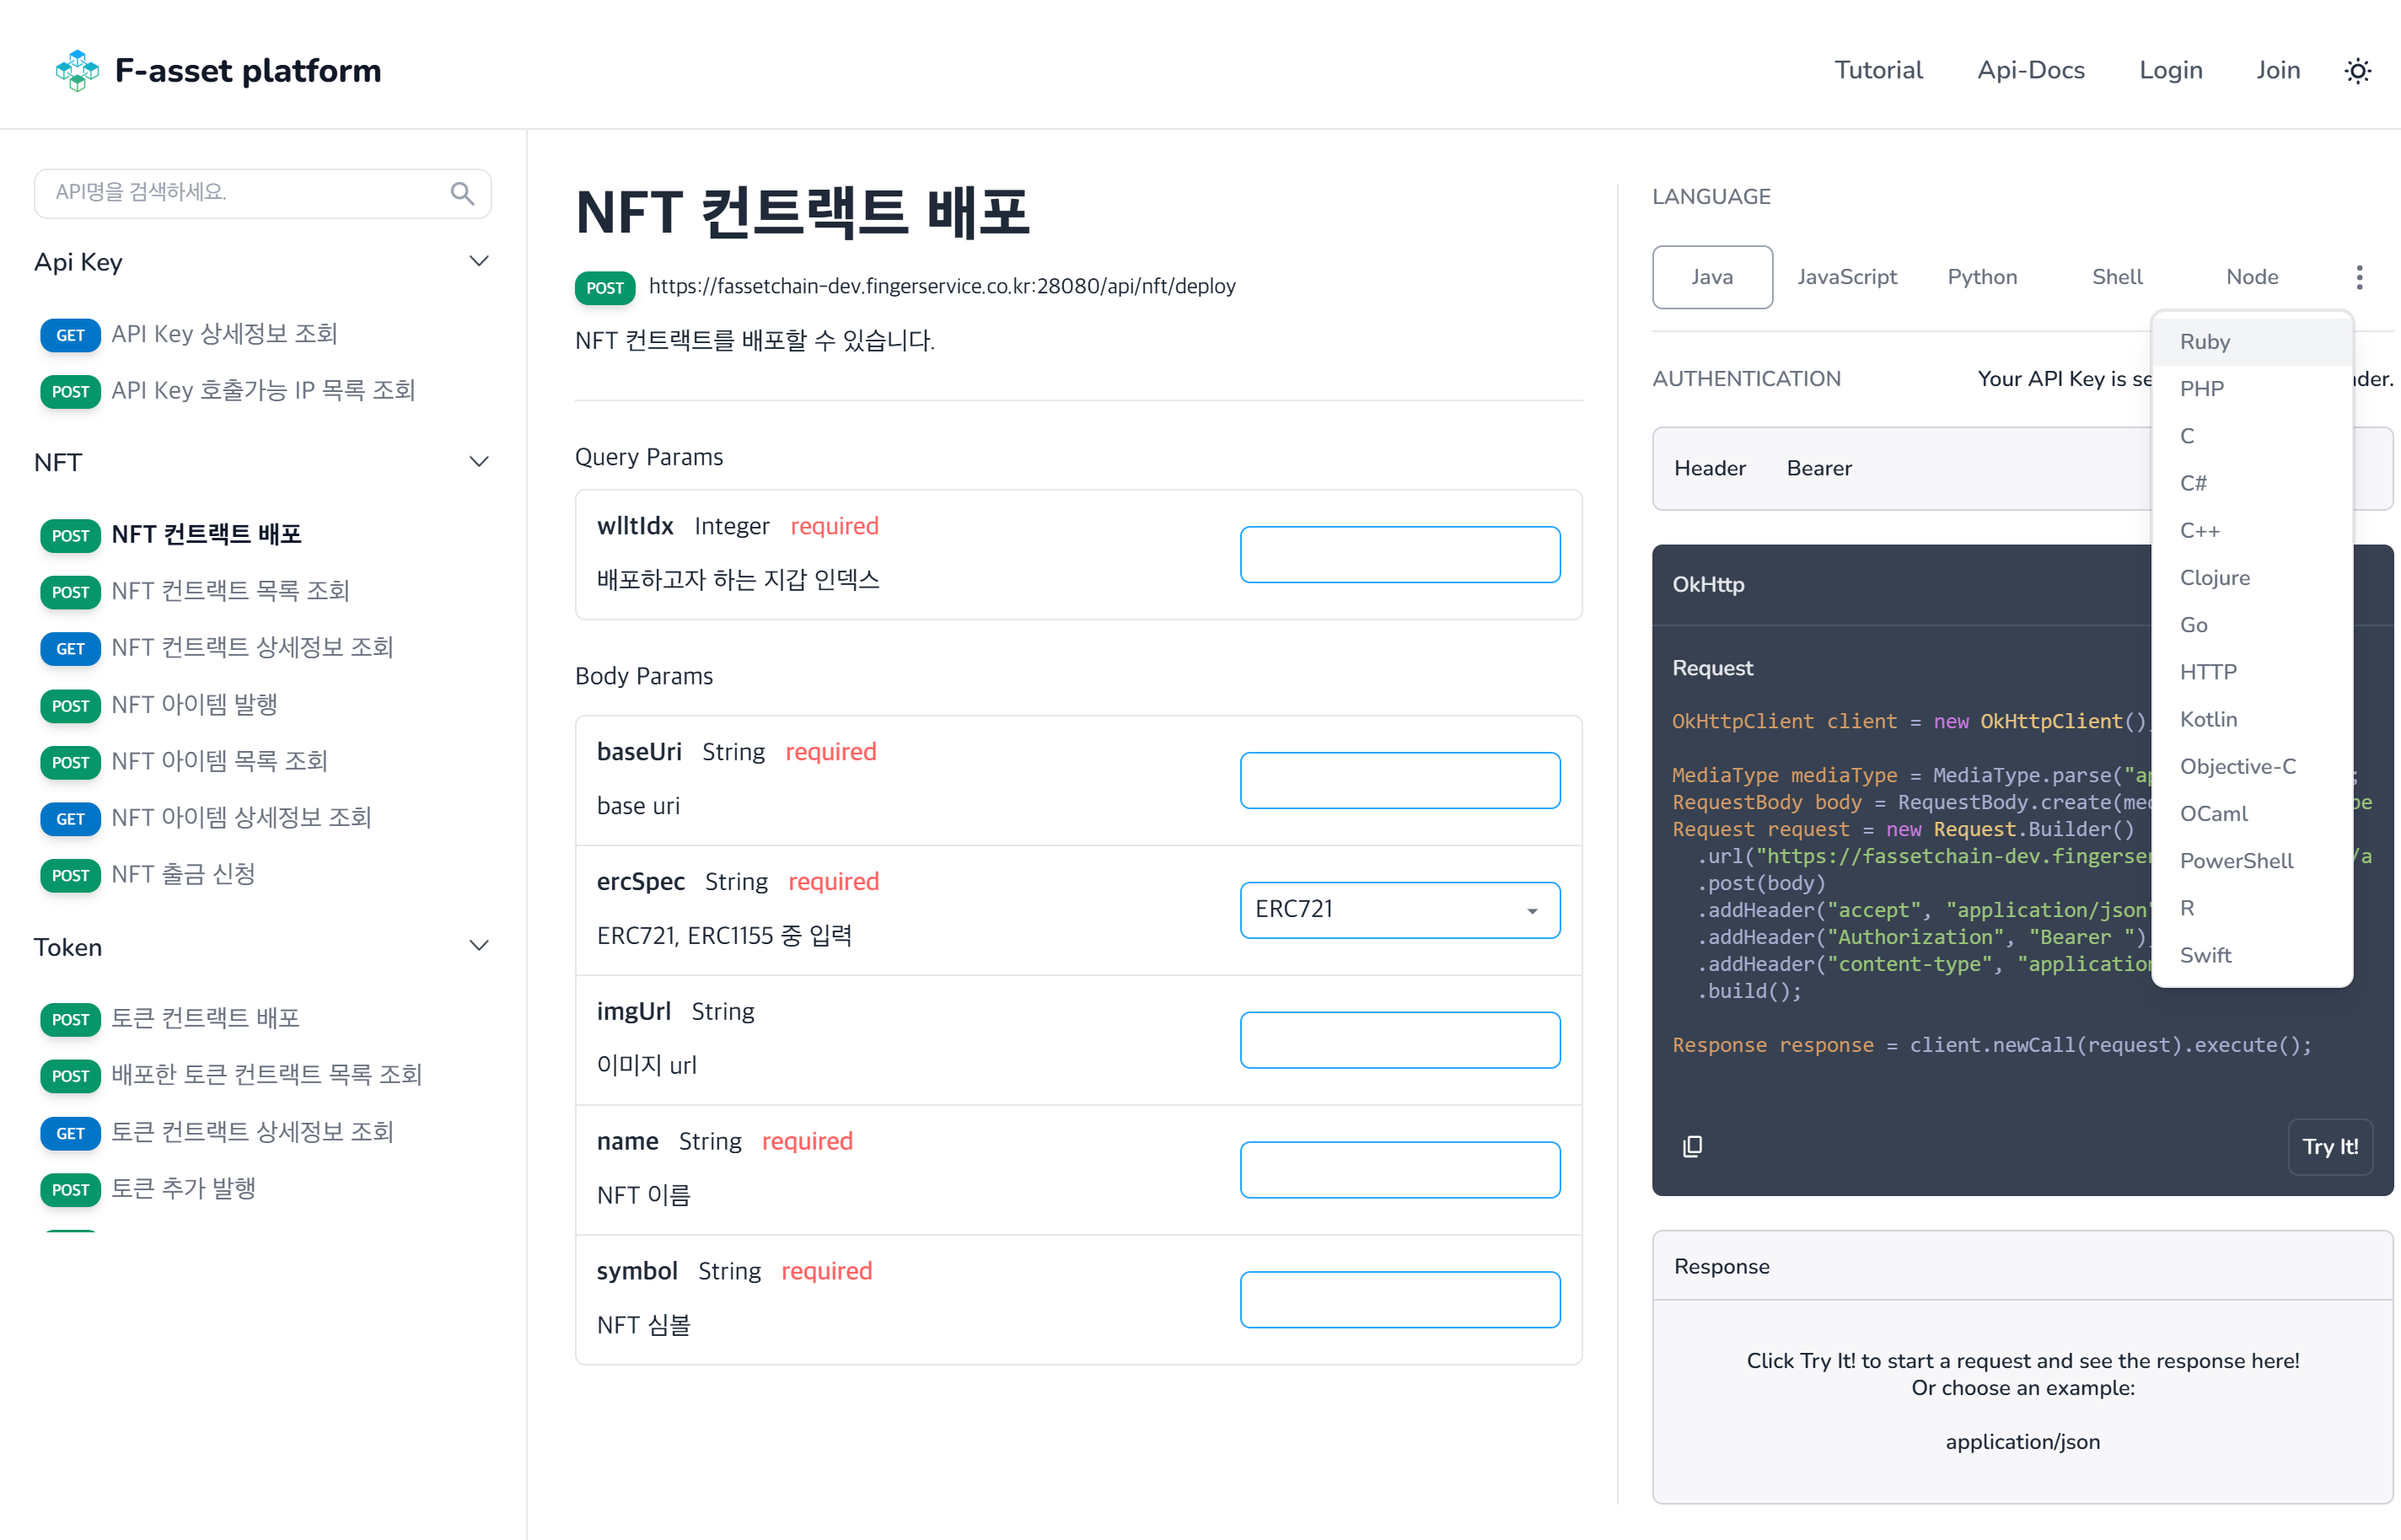 F-asset platform
Tutorial
Api-Docs
Login
Join
API명을 검색하세요.
Api Key
GET API Key 상세정보 조회
POST API Key 호출가능 IP 목록 조회
NFT
POST NFT 컨트랙트 배포
POST NFT 컨트랙트 목록 조회
GET NFT 컨트랙트 상세정보 조회
POST NFT 아이템 발행
POST NFT 아이템 목록 조회
GET NFT 아이템 상세정보 조회
POST NFT 출금 신청
Token
POST 토큰 컨트랙트 배포
POST 배포한 토큰 컨트랙트 목록 조회
GET 토큰 컨트랙트 상세정보 조회
POST 토큰 추가 발행
NFT 컨트랙트 배포
POST https://fassetchain-dev.fingerservice.co.kr:28080/api/nft/deploy
NFT 컨트랙트를 배포할 수 있습니다.
Query Params
wlltIdx Integer required
배포하고자 하는 지갑 인덱스
Body Params
baseUri String required
base uri
ercSpec String required
ERC721, ERC1155 중 입력
ERC721
imgUrl String
이미지 url
name String required
NFT 이름
symbol String required
NFT 심볼
LANGUAGE
Java JavaScript Python Shell Node
Ruby
PHP
C
C#
C++
Clojure
Go
HTTP
Kotlin
Objective-C
OCaml
PowerShell
R
Swift
AUTHENTICATION
Your API Key is se der.
Header Bearer
OkHttp
Request
OkHttpClient client = new OkHttpClient()
MediaType mediaType = MediaType.parse("ap ;
RequestBody body = RequestBody.create(med pe
Request request = new Request.Builder()
.url("https://fassetchain-dev.fingerser /a
.post(body)
.addHeader("accept", "application/json"
.addHeader("Authorization", "Bearer ")
.addHeader("content-type", "application
.build();
Response response = client.newCall(request).execute();
Try It!
Response
Click Try It! to start a request and see the response here!
Or choose an example:
application/json